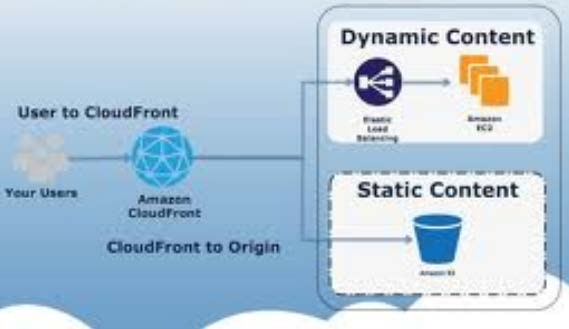 Dynamic Content
Elastic
Load
Balancing
Amazon
EC2
User to CloudFront
Your Users
Amazon
CloudFront
Static Content
Amazon S3
CloudFront to Origin